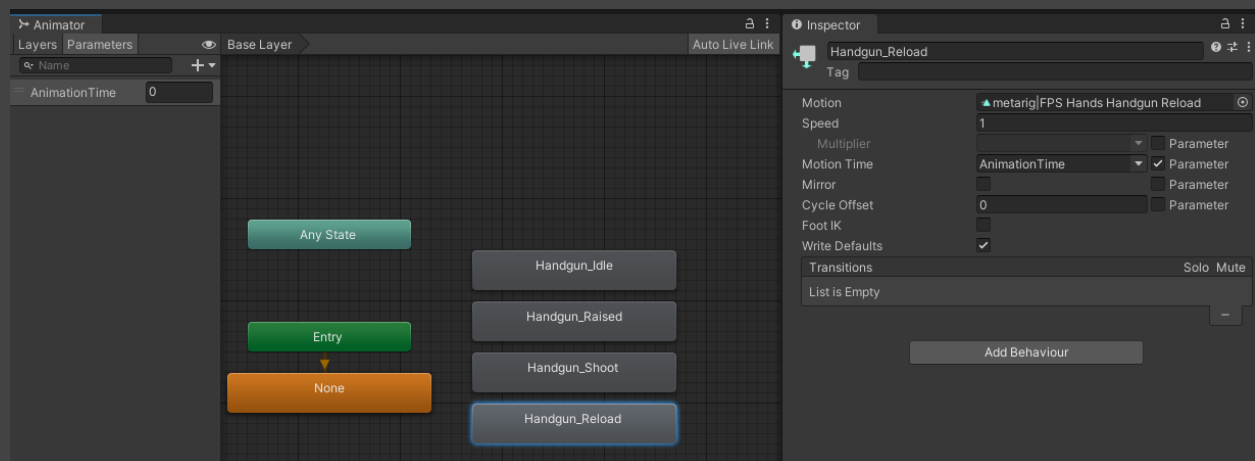 Animator
Layers Parameters
Name
AnimationTime 0
Base Layer
Auto Live Link
Any State
Entry
None
Handgun_Idle
Handgun_Raised
Handgun_Shoot
Handgun_Reload
Inspector
Handgun_Reload
Tag
Motion metarig|FPS Hands Handgun Reload
Speed 1
Multiplier Parameter
Motion Time AnimationTime Parameter
Mirror Parameter
Cycle Offset 0 Parameter
Foot IK
Write Defaults
Transitions Solo Mute
List is Empty
Add Behaviour